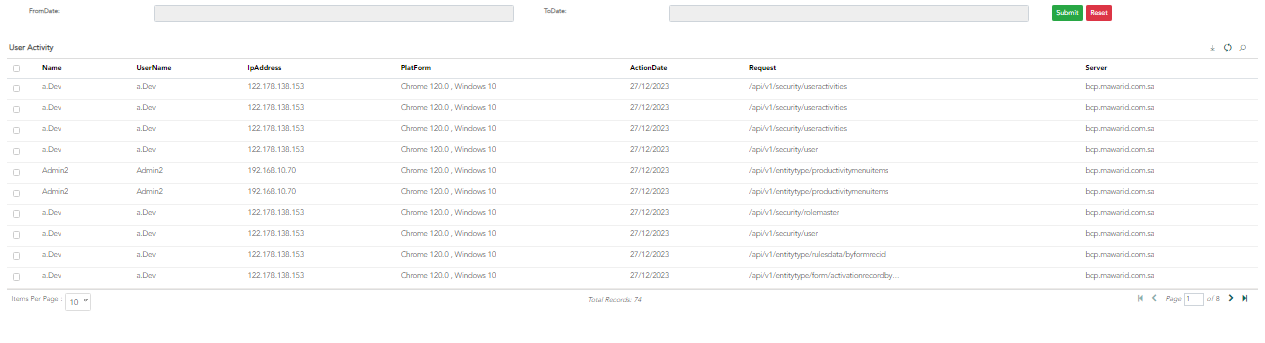 FromDate: ToDate: Submit Reset
User Activity
Name UserName IpAddress PlatForm ActionDate Request Server
a.Dev a.Dev 122.178.138.153 Chrome 120.0 , Windows 10 27/12/2023 /api/v1/security/useractivities bcp.mawarid.com.sa
a.Dev a.Dev 122.178.138.153 Chrome 120.0 , Windows 10 27/12/2023 /api/v1/security/useractivities bcp.mawarid.com.sa
a.Dev a.Dev 122.178.138.153 Chrome 120.0 , Windows 10 27/12/2023 /api/v1/security/useractivities bcp.mawarid.com.sa
a.Dev a.Dev 122.178.138.153 Chrome 120.0 , Windows 10 27/12/2023 /api/v1/security/user bcp.mawarid.com.sa
Admin2 Admin2 192.168.10.70 Chrome 120.0 , Windows 10 27/12/2023 /api/v1/entitytype/productivitymenuitems bcp.mawarid.com.sa
Admin2 Admin2 192.168.10.70 Chrome 120.0 , Windows 10 27/12/2023 /api/v1/entitytype/productivitymenuitems bcp.mawarid.com.sa
a.Dev a.Dev 122.178.138.153 Chrome 120.0 , Windows 10 27/12/2023 /api/v1/security/rolemaster bcp.mawarid.com.sa
a.Dev a.Dev 122.178.138.153 Chrome 120.0 , Windows 10 27/12/2023 /api/v1/security/user bcp.mawarid.com.sa
a.Dev a.Dev 122.178.138.153 Chrome 120.0 , Windows 10 27/12/2023 /api/v1/entitytype/rulesdata/byformrecid bcp.mawarid.com.sa
a.Dev a.Dev 122.178.138.153 Chrome 120.0 , Windows 10 27/12/2023 /api/v1/entitytype/form/activationrecordby... bcp.mawarid.com.sa
Items Per Page : 10 Total Records: 74 Page 1 of 8